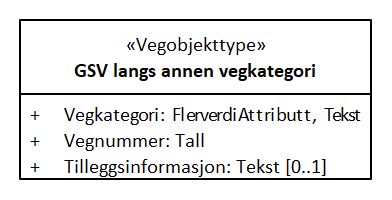 «Vegobjekttype»
GSV langs annen vegkategori
+ Vegkategori: FlerverdiAttributt, Tekst
+ Vegnummer: Tall
+ Tilleggsinformasjon: Tekst [0..1]